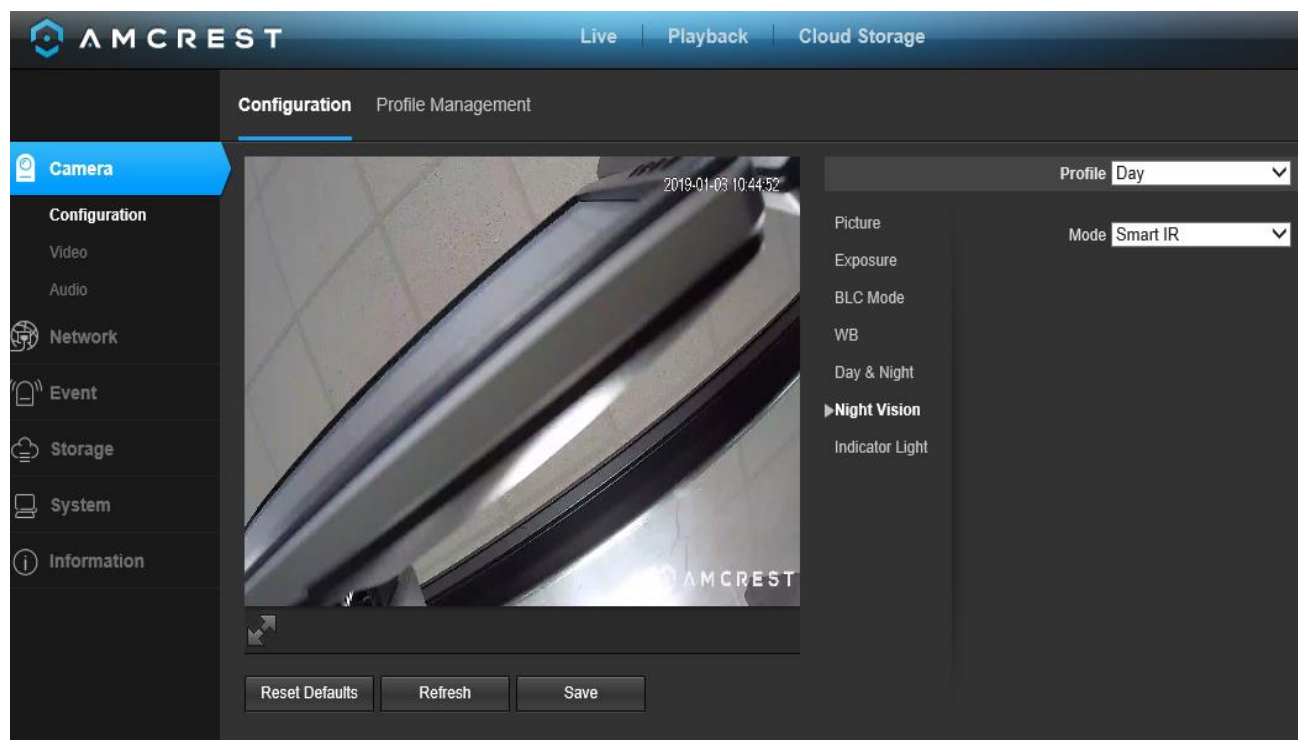 AMCREST
Live Playback Cloud Storage
Configuration Profile Management
Camera
Configuration
Video
Audio
Network
Event
Storage
System
Information
2019-01-03 10:44:52
AMCREST
Profile Day
Mode Smart IR
Picture
Exposure
BLC Mode
WB
Day & Night
Night Vision
Indicator Light
Reset Defaults Refresh Save